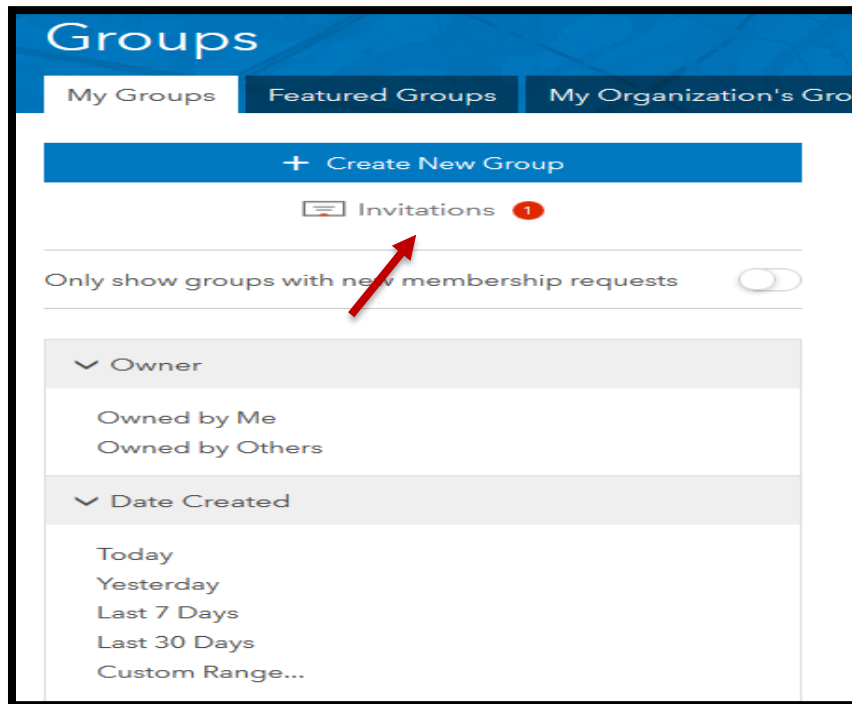 Groups
My Groups Featured Groups My Organization's Gro
+ Create New Group
Invitations 1
Only show groups with new membership requests
Owner
Owned by Me
Owned by Others
Date Created
Today
Yesterday
Last 7 Days
Last 30 Days
Custom Range...